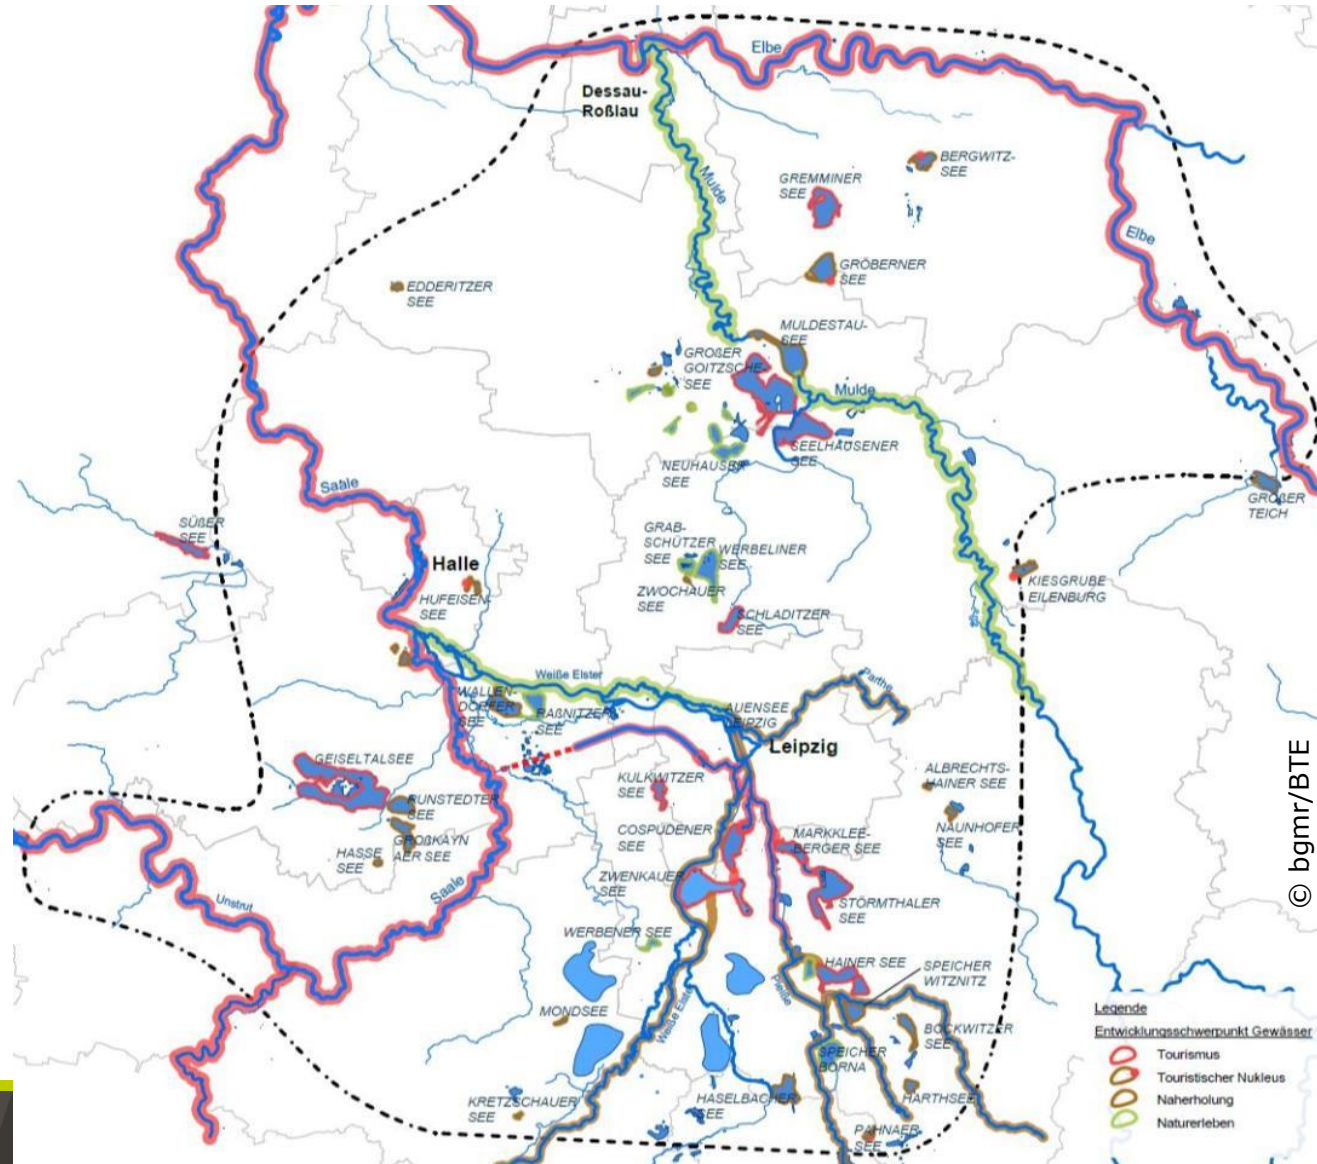 Elbe
Dessau-
Roßlau
BERGWITZ-
SEE
GREMMINER
SEE
Mulde
Elbe
GRÖBERNER
SEE
EDDERITZER
SEE
MULDESTAU-
SEE
GROßER
GOITZSCHE-
SEE
Mulde
SEELHAUSENER
SEE
NEUHAUSER
SEE
Saale
GROßER
TEICH
SÜßER
SEE
GRAB-
SCHÜTZER
SEE
WERBELINER
SEE
Halle
ZWOCHAUER
SEE
KIESGRUBE
EILENBURG
HUFEISEN-
SEE
SCHLADITZER
SEE
Weiße Elster
Parthe
WALLEN-
DORFER
SEE
RAßNITZER
SEE
AUENSEE
LEIPZIG
Leipzig
GEISELTALSEE
KULKWITZER
SEE
ALBRECHTS-
HAINER SEE
RUNSTEDTER
SEE
COSPUDENER
SEE
MARKKLEE-
BERGER SEE
NAUNHOFER
SEE
GROßKAYN
AER SEE
HASSE
SEE
ZWENKAUER
SEE
Saale
Unstrut
STÖRMTHALER
SEE
WERBENER SEE
HAINER SEE
SPEICHER
WITZNITZ
Pleiße
Weiße Elster
MONDSEE
BOCKWITZER
SEE
SPEICHER
BORNA
KRETZSCHAUER
SEE
HASELBACHER
SEE
HARTHSEE
PAHNAER
SEE
© bgmr/BTE
Legende
Entwicklungsschwerpunkt Gewässer
Tourismus
Touristischer Nukleus
Naherholung
Naturerleben